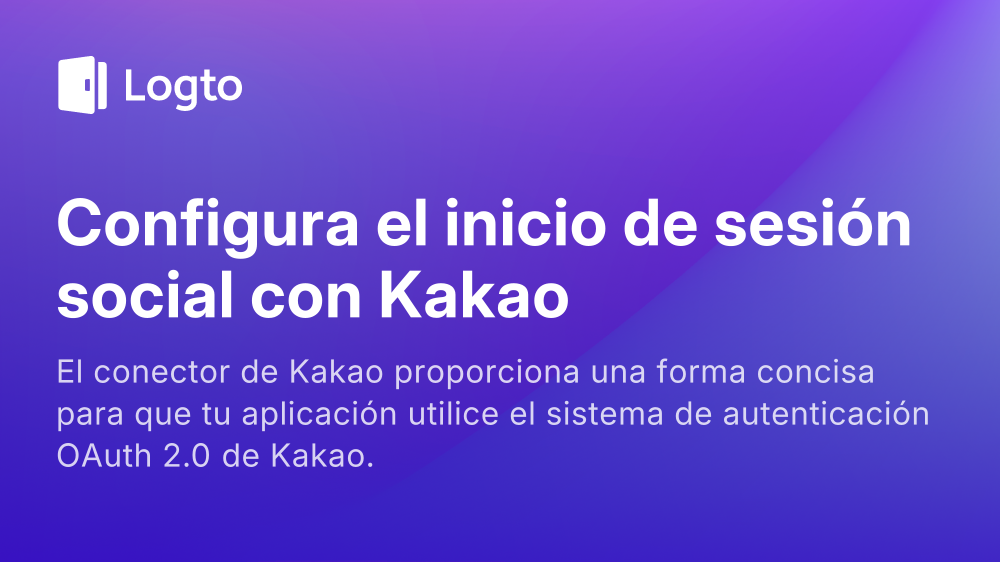 Logto
Configura el inicio de sesión
social con Kakao
El conector de Kakao proporciona una forma concisa
para que tu aplicación utilice el sistema de autenticación
OAuth 2.0 de Kakao.